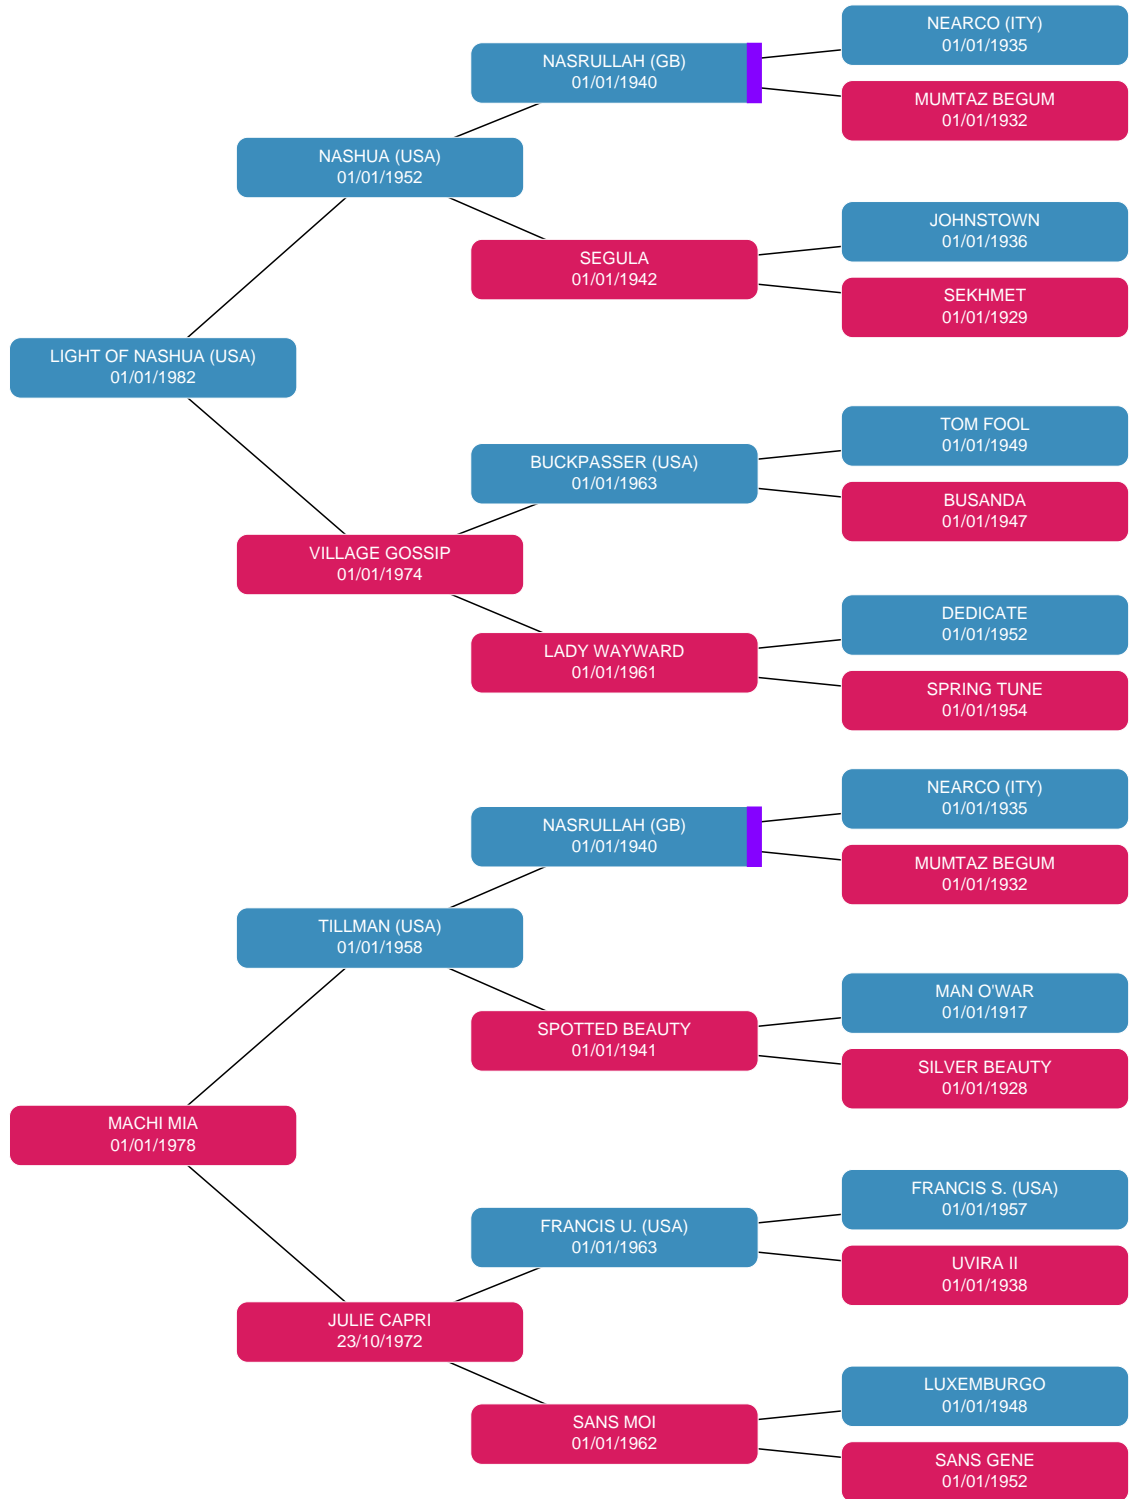 NEARCO (ITY)
01/01/1935
NASRULLAH (GB)
01/01/1940
MUMTAZ BEGUM
01/01/1932
NASHUA (USA)
01/01/1952
JOHNSTOWN
01/01/1936
SEGULA
01/01/1942
SEKHMET
01/01/1929
LIGHT OF NASHUA (USA)
01/01/1982
TOM FOOL
01/01/1949
BUCKPASSER (USA)
01/01/1963
BUSANDA
01/01/1947
VILLAGE GOSSIP
01/01/1974
DEDICATE
01/01/1952
LADY WAYWARD
01/01/1961
SPRING TUNE
01/01/1954
NEARCO (ITY)
01/01/1935
NASRULLAH (GB)
01/01/1940
MUMTAZ BEGUM
01/01/1932
TILLMAN (USA)
01/01/1958
MAN O'WAR
01/01/1917
SPOTTED BEAUTY
01/01/1941
SILVER BEAUTY
01/01/1928
MACHI MIA
01/01/1978
FRANCIS S. (USA)
01/01/1957
FRANCIS U. (USA)
01/01/1963
UVIRA II
01/01/1938
JULIE CAPRI
23/10/1972
LUXEMBURGO
01/01/1948
SANS MOI
01/01/1962
SANS GENE
01/01/1952